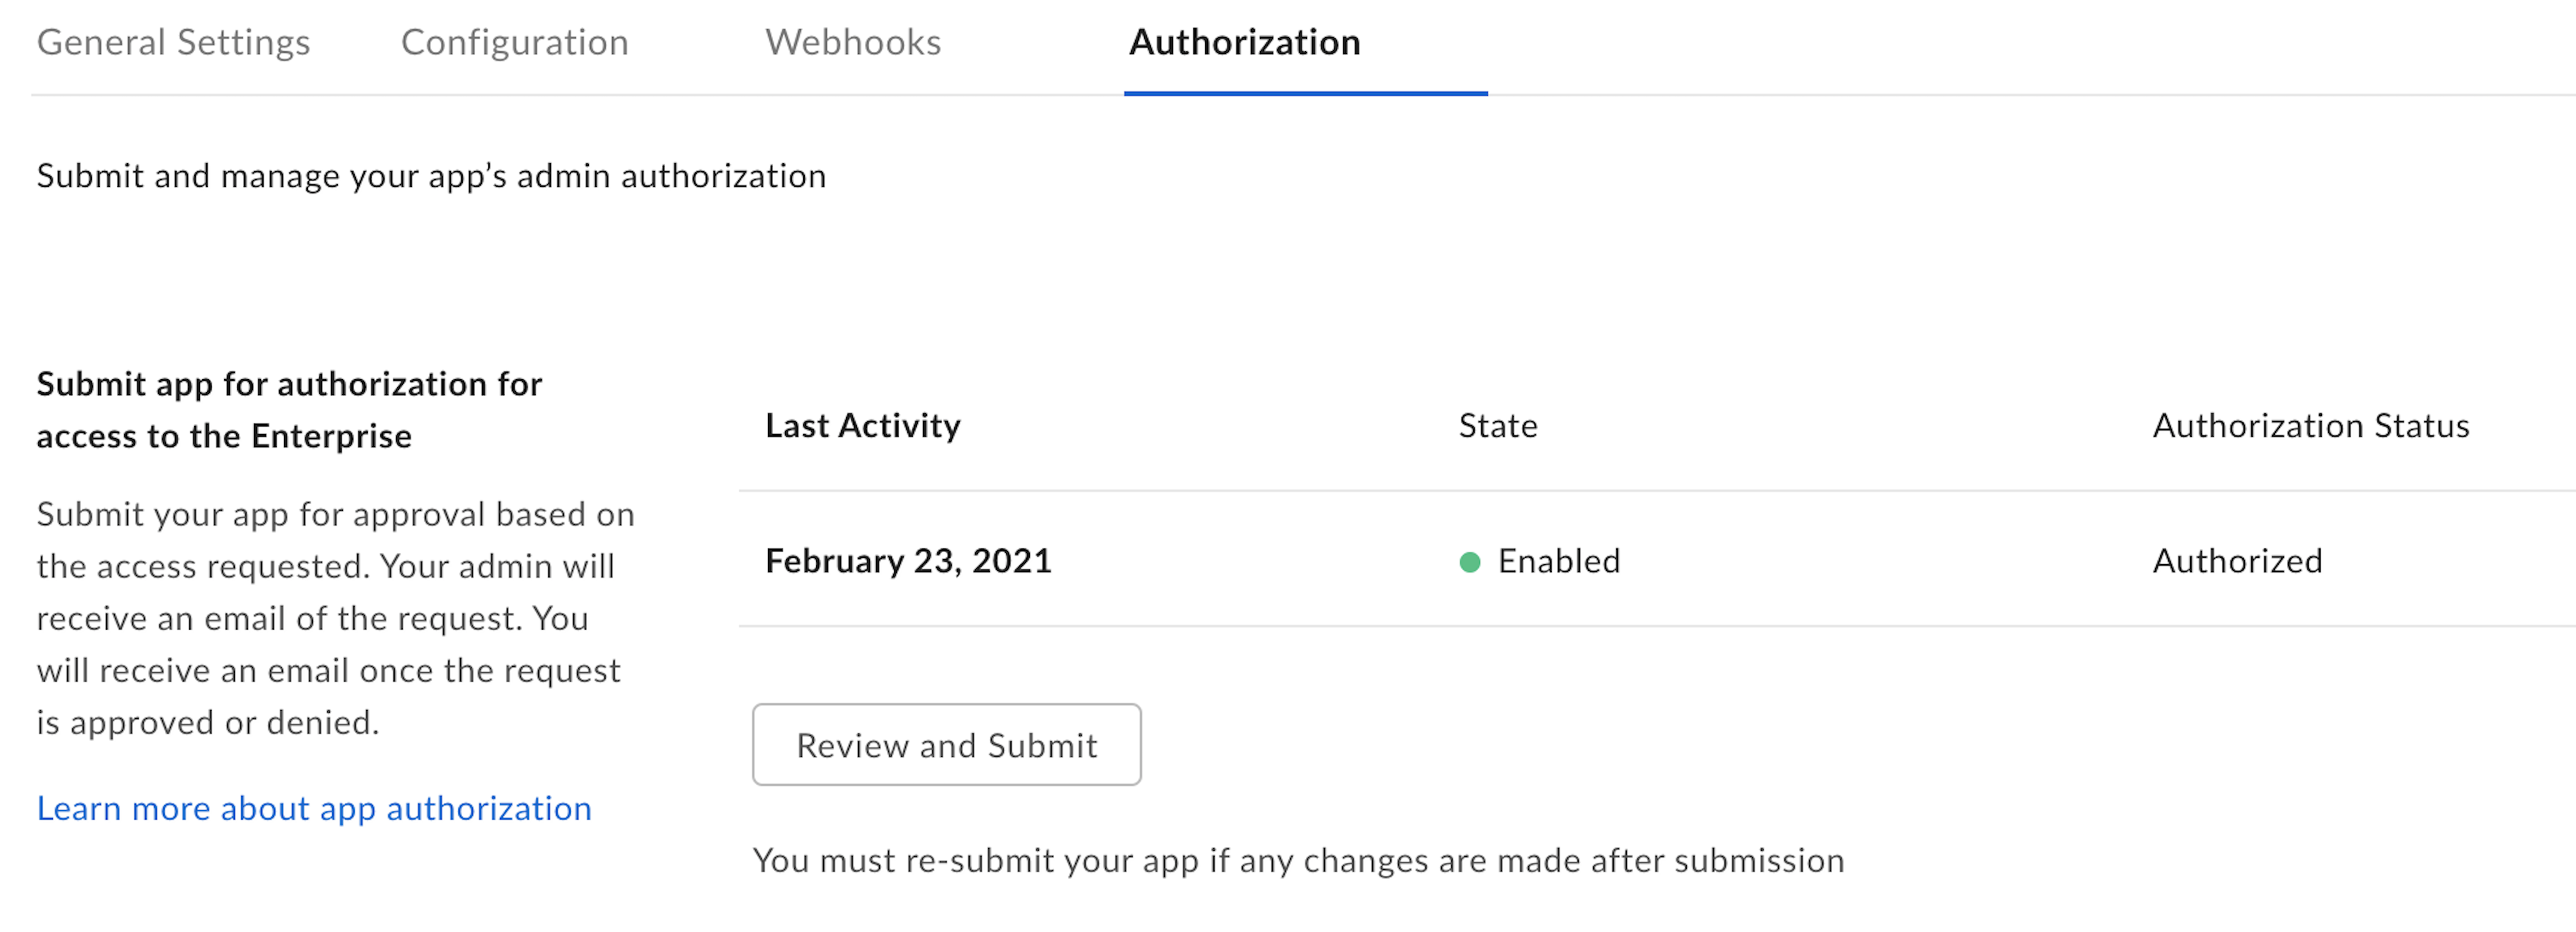 General Settings Configuration Webhooks Authorization
Submit and manage your app’s admin authorization
Submit app for authorization for
access to the Enterprise
Submit your app for approval based on
the access requested. Your admin will
receive an email of the request. You
will receive an email once the request
is approved or denied.
Learn more about app authorization
Last Activity State Authorization Status
February 23, 2021 Enabled Authorized
Review and Submit
You must re-submit your app if any changes are made after submission